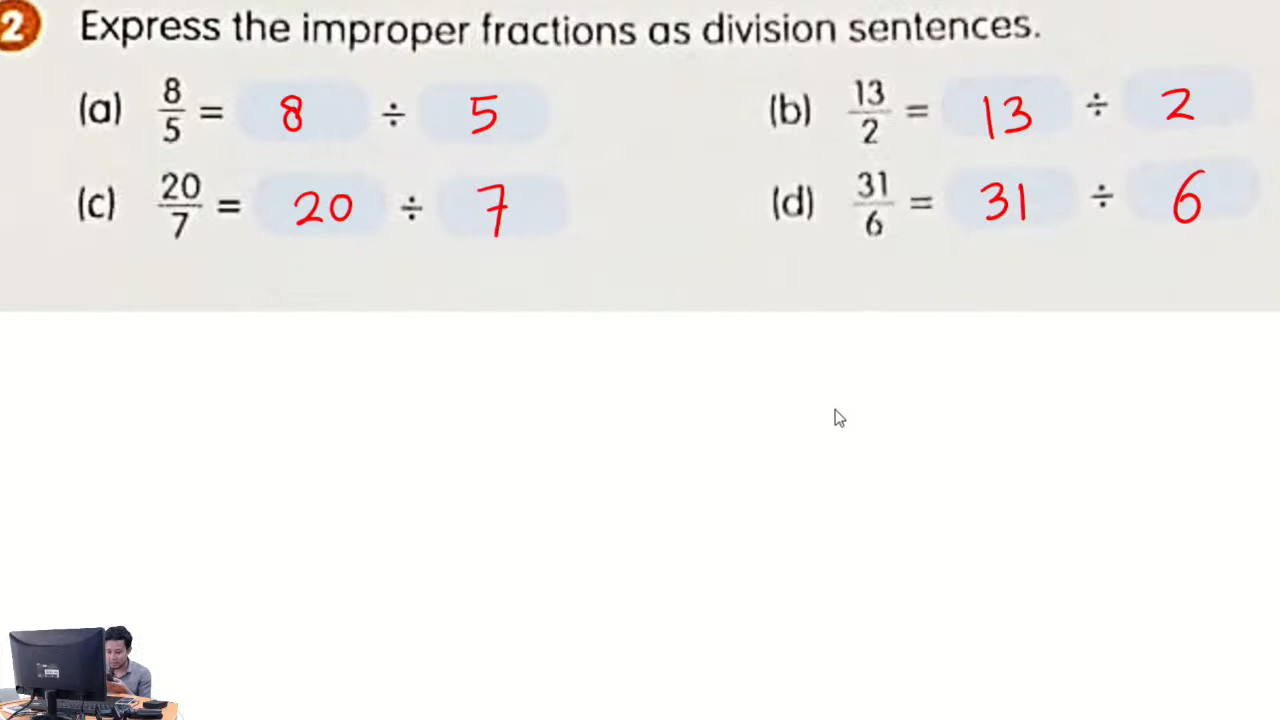 2 Express the improper fractions as division sentences.
(a) 8/5 = 8 ÷ 5 (b) 13/2 = 13 ÷ 2
(c) 20/7 = 20 ÷ 7 (d) 31/6 = 31 ÷ 6